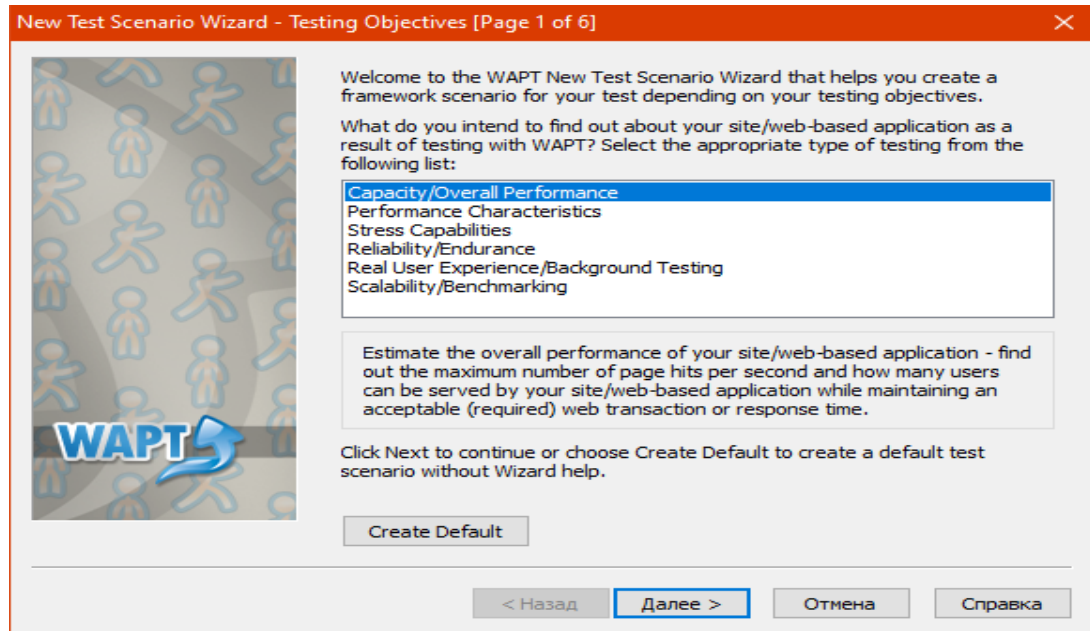 New Test Scenario Wizard - Testing Objectives [Page 1 of 6]
Welcome to the WAPT New Test Scenario Wizard that helps you create a
framework scenario for your test depending on your testing objectives.
What do you intend to find out about your site/web-based application as a
result of testing with WAPT? Select the appropriate type of testing from the
following list:
Capacity/Overall Performance
Performance Characteristics
Stress Capabilities
Reliability/Endurance
Real User Experience/Background Testing
Scalability/Benchmarking
Estimate the overall performance of your site/web-based application - find
out the maximum number of page hits per second and how many users
can be served by your site/web-based application while maintaining an
acceptable (required) web transaction or response time.
WAPT
Click Next to continue or choose Create Default to create a default test
scenario without Wizard help.
Create Default
< Назад
Далее >
Отмена
Справка